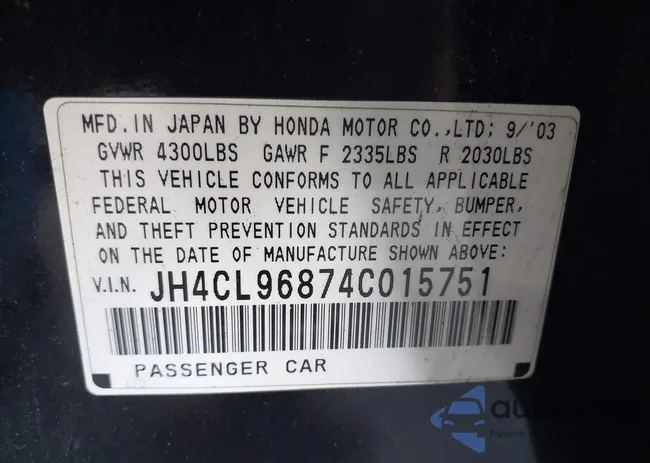 MFD. IN JAPAN BY HONDA MOTOR CO.,LTD; 9/'03
GVWR 4300LBS GAWR F 2335LBS R 2030LBS
THIS VEHICLE CONFORMS TO ALL APPLICABLE
FEDERAL MOTOR VEHICLE SAFETY, BUMPER,
AND THEFT PREVENTION STANDARDS IN EFFECT
ON THE DATE OF MANUFACTURE SHOWN ABOVE:
V.I.N. JH4CL96874C015751
PASSENGER CAR